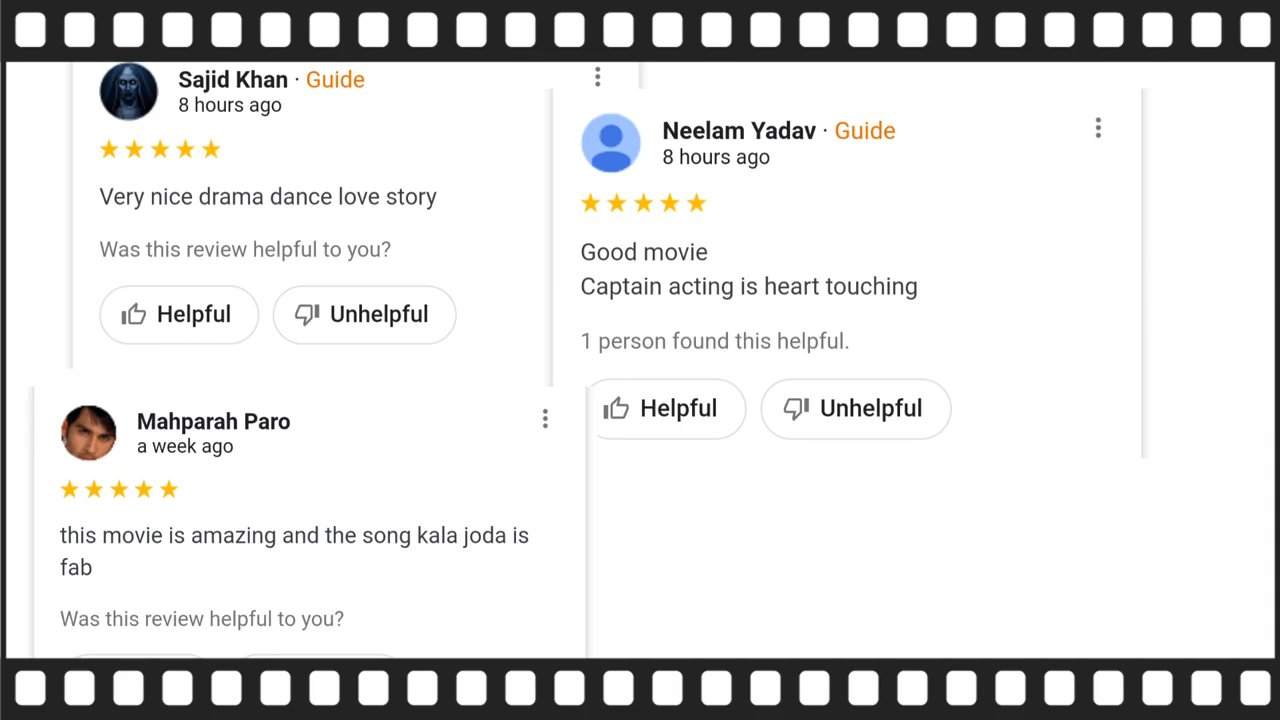 Sajid Khan · Guide
8 hours ago
Very nice drama dance love story
Was this review helpful to you?
Helpful
Unhelpful
Neelam Yadav · Guide
8 hours ago
Good movie
Captain acting is heart touching
1 person found this helpful.
Helpful
Unhelpful
Mahparah Paro
a week ago
this movie is amazing and the song kala joda is
fab
Was this review helpful to you?